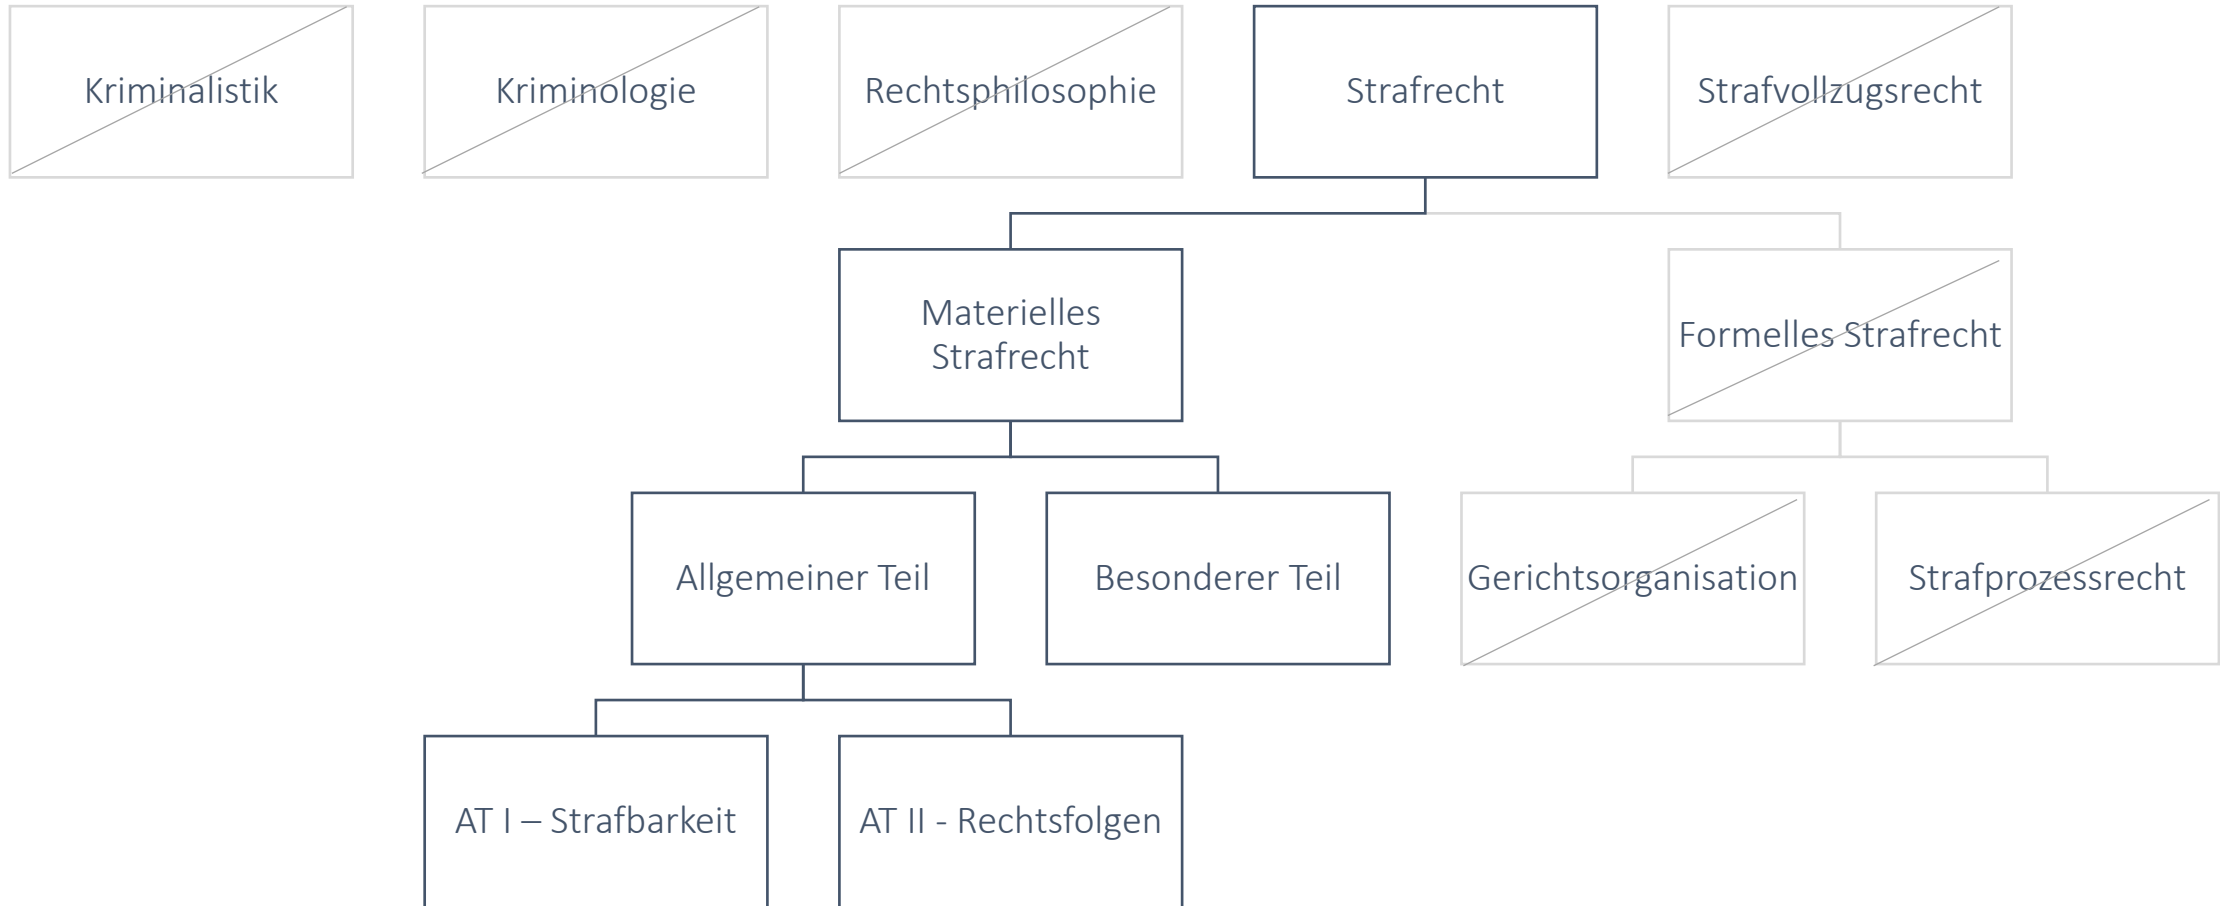 Kriminalistik
Kriminologie
Rechtsphilosophie
Strafrecht
Strafvollzugsrecht
Materielles
Strafrecht
Formelles Strafrecht
Allgemeiner Teil
Besonderer Teil
Gerichtsorganisation
Strafprozessrecht
AT I – Strafbarkeit
AT II - Rechtsfolgen